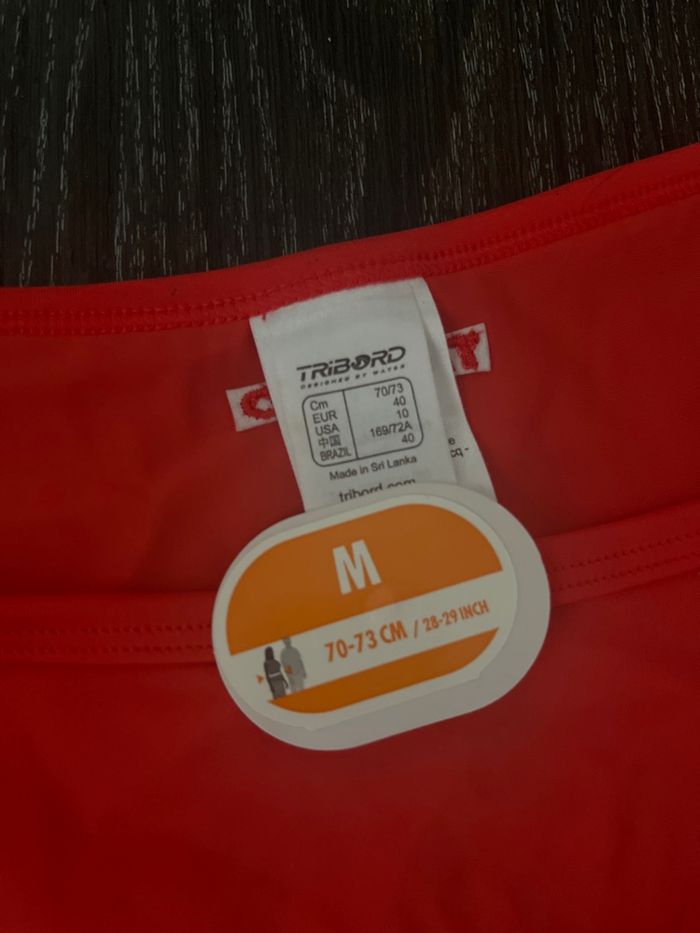 TRIBORD
DESIGNED BY WATER
Cm 70/73
EUR 40
USA 10
中国 169/72A
BRAZIL 40
Made in Sri Lanka
tribord.com
e
cq -
M
70-73 CM / 28-29 INCH